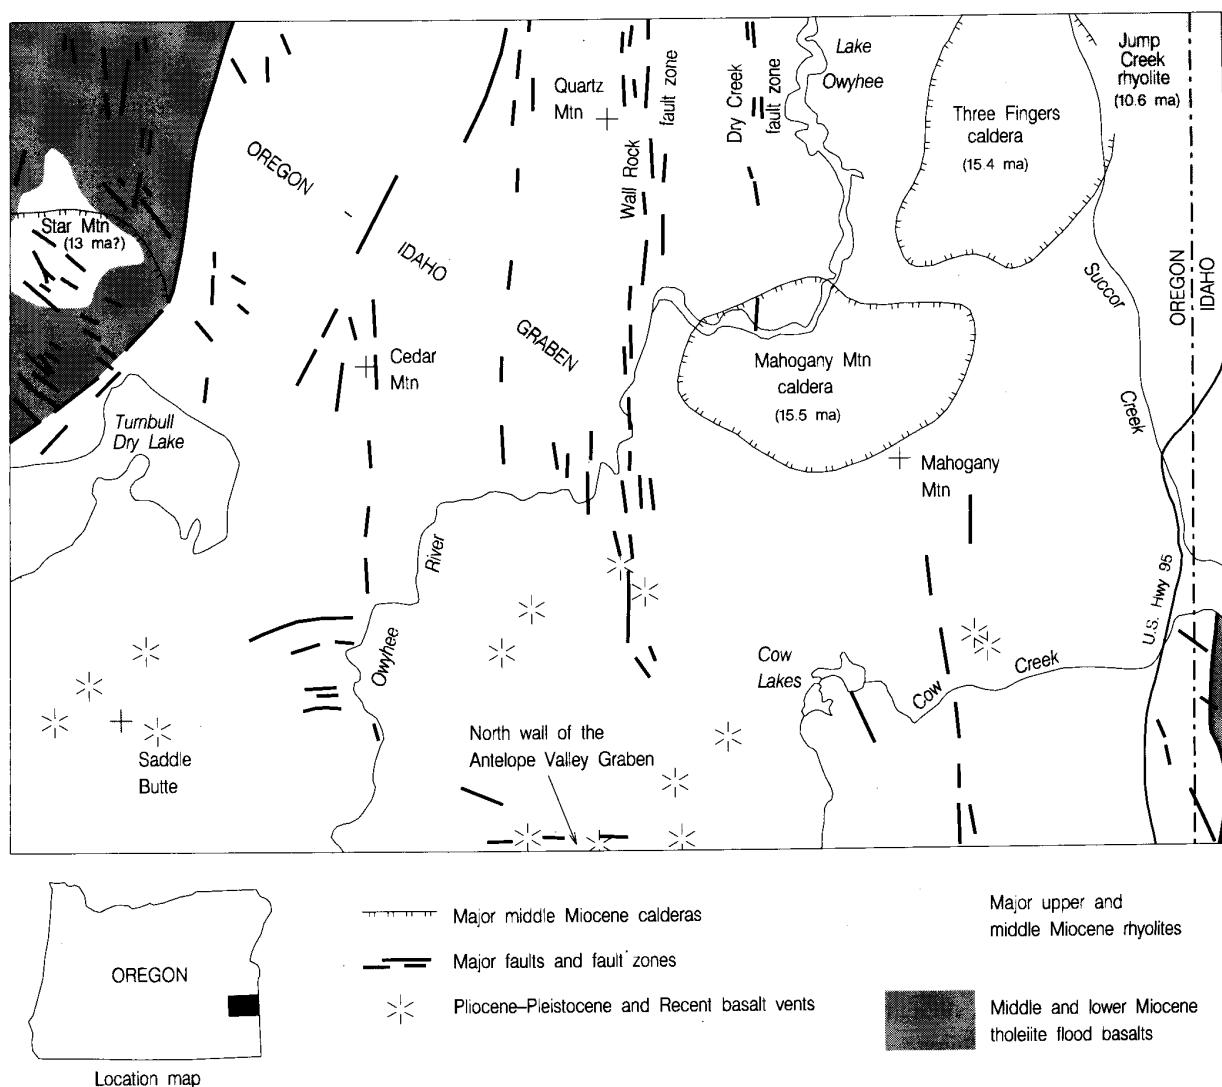 Lake
Owyhee
Jump
Creek
rhyolite
(10.6 ma)
Quartz
Mtn
fault zone
Wall Rock
Dry Creek
fault zone
Three Fingers
caldera
(15.4 ma)
OREGON
IDAHO
GRABEN
Star Mtn
(13 ma?)
Succor
Creek
OREGON
IDAHO
Cedar
Mtn
Mahogany Mtn
caldera
(15.5 ma)
Turnbull
Dry Lake
Mahogany
Mtn
River
Owyhee
U.S. Hwy 95
Cow
Lakes
Cow
Creek
Saddle
Butte
North wall of the
Antelope Valley Graben
OREGON
Location map
Major middle Miocene calderas
Major faults and fault zones
Pliocene–Pleistocene and Recent basalt vents
Major upper and
middle Miocene rhyolites
Middle and lower Miocene
tholeiite flood basalts